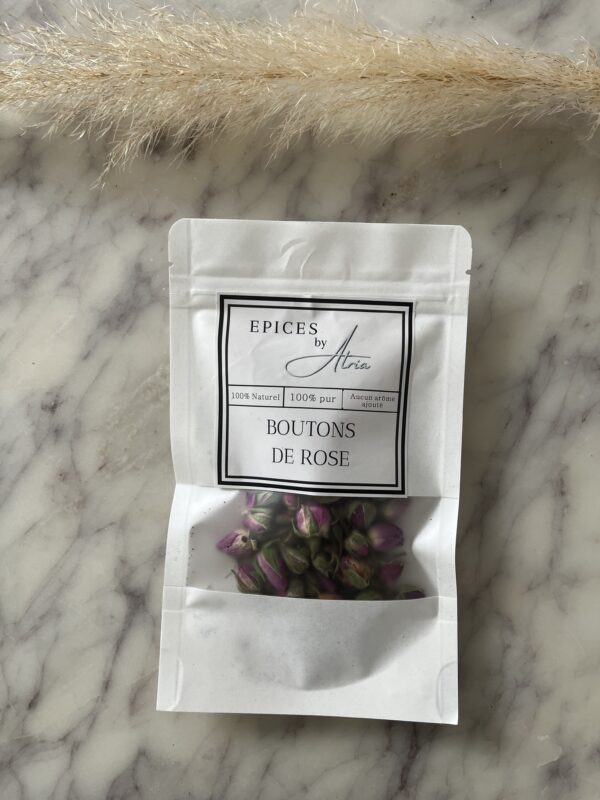 EPICES
by
Atria
100% Naturel 100% pur Aucun arôme
ajouté
BOUTONS
DE ROSE